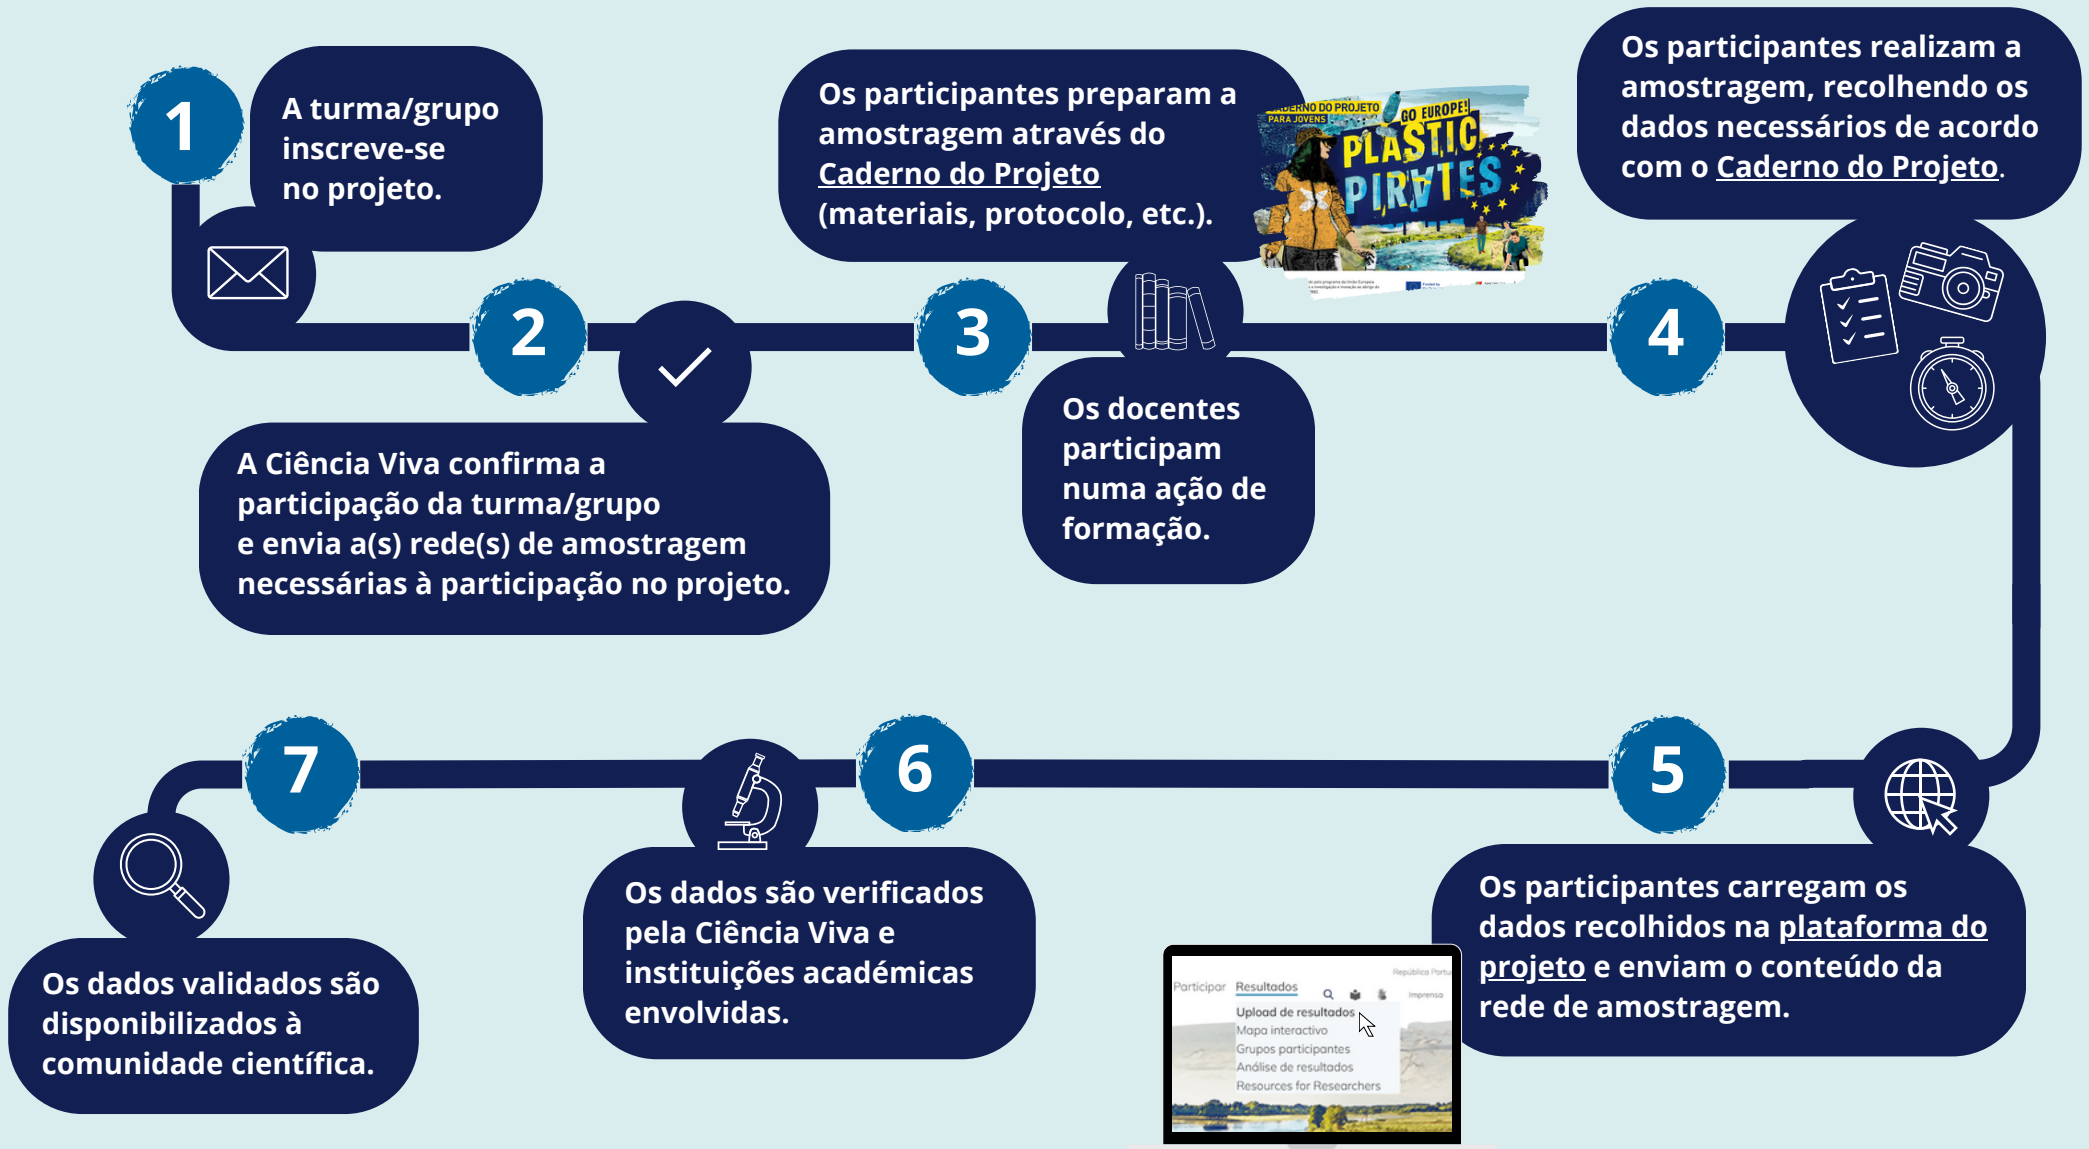 1
A turma/grupo
inscreve-se
no projeto.
2
A Ciência Viva confirma a
participação da turma/grupo
e envia a(s) rede(s) de amostragem
necessárias à participação no projeto.
3
Os participantes preparam a
amostragem através do
Caderno do Projeto
(materiais, protocolo, etc.).
CADERNO DO PROJETO
PARA JOVENS
GO EUROPE!
PLASTIC
PIRATES
Os docentes
participam
numa ação de
formação.
4
Os participantes realizam a
amostragem, recolhendo os
dados necessários de acordo
com o Caderno do Projeto.
5
Os participantes carregam os
dados recolhidos na plataforma do
projeto e enviam o conteúdo da
rede de amostragem.
República Portu
Participar Resultados Imprensa
Upload de resultados
Mapa interactivo
Grupos participantes
Análise de resultados
Resources for Researchers
6
Os dados são verificados
pela Ciência Viva e
instituições académicas
envolvidas.
7
Os dados validados são
disponibilizados à
comunidade científica.